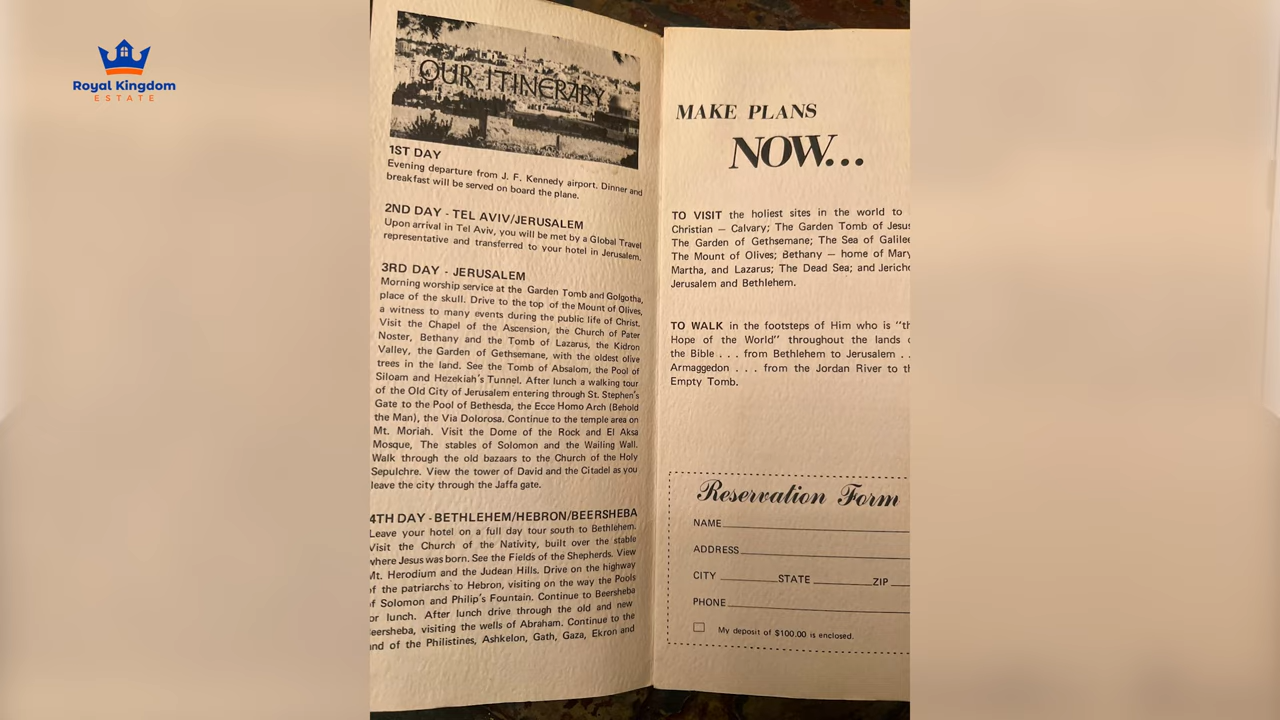 Royal Kingdom
ESTATE
OUR ITINERARY
1ST DAY
Evening departure from J. F. Kennedy airport. Dinner and
breakfast will be served on board the plane.
2ND DAY - TEL AVIV/JERUSALEM
Upon arrival in Tel Aviv, you will be met by a Global Travel
representative and transferred to your hotel in Jerusalem.
3RD DAY - JERUSALEM
Morning worship service at the Garden Tomb and Golgotha,
place of the skull. Drive to the top of the Mount of Olives,
a witness to many events during the public life of Christ.
Visit the Chapel of the Ascension, the Church of Pater
Noster, Bethany and the Tomb of Lazarus, the Kidron
Valley, the Garden of Gethsemane, with the oldest olive
trees in the land. See the Tomb of Absalom, the Pool of
Siloam and Hezekiah's Tunnel. After lunch a walking tour
of the Old City of Jerusalem entering through St. Stephen's
Gate to the Pool of Bethesda, the Ecce Homo Arch (Behold
the Man), the Via Dolorosa. Continue to the temple area on
Mt. Moriah. Visit the Dome of the Rock and El Aksa
Mosque, The stables of Solomon and the Wailing Wall.
Walk through the old bazaars to the Church of the Holy
Sepulchre. View the tower of David and the Citadel as you
leave the city through the Jaffa gate.
4TH DAY - BETHLEHEM/HEBRON/BEERSHEBA
Leave your hotel on a full day tour south to Bethlehem.
Visit the Church of the Nativity, built over the stable
where Jesus was born. See the Fields of the Shepherds. View
Mt. Herodium and the Judean Hills. Drive on the highway
of the patriarchs to Hebron, visiting on the way the Pools
of Solomon and Philip's Fountain. Continue to Beersheba
or lunch. After lunch drive through the old and new
eersheba, visiting the wells of Abraham. Continue to the
nd of the Philistines, Ashkelon, Gath, Gaza, Ekron and
MAKE PLANS
NOW...
TO VISIT the holiest sites in the world to
Christian — Calvary; The Garden Tomb of Jesus
The Garden of Gethsemane; The Sea of Galilee
The Mount of Olives; Bethany — home of Mary
Martha, and Lazarus; The Dead Sea; and Jericho
Jerusalem and Bethlehem.
TO WALK in the footsteps of Him who is "th
Hope of the World" throughout the lands
the Bible . . . from Bethlehem to Jerusalem . .
Armageddon . . . from the Jordan River to th
Empty Tomb.
Reservation Form
NAME
ADDRESS
CITY STATE ZIP
PHONE
My deposit of $100.00 is enclosed.